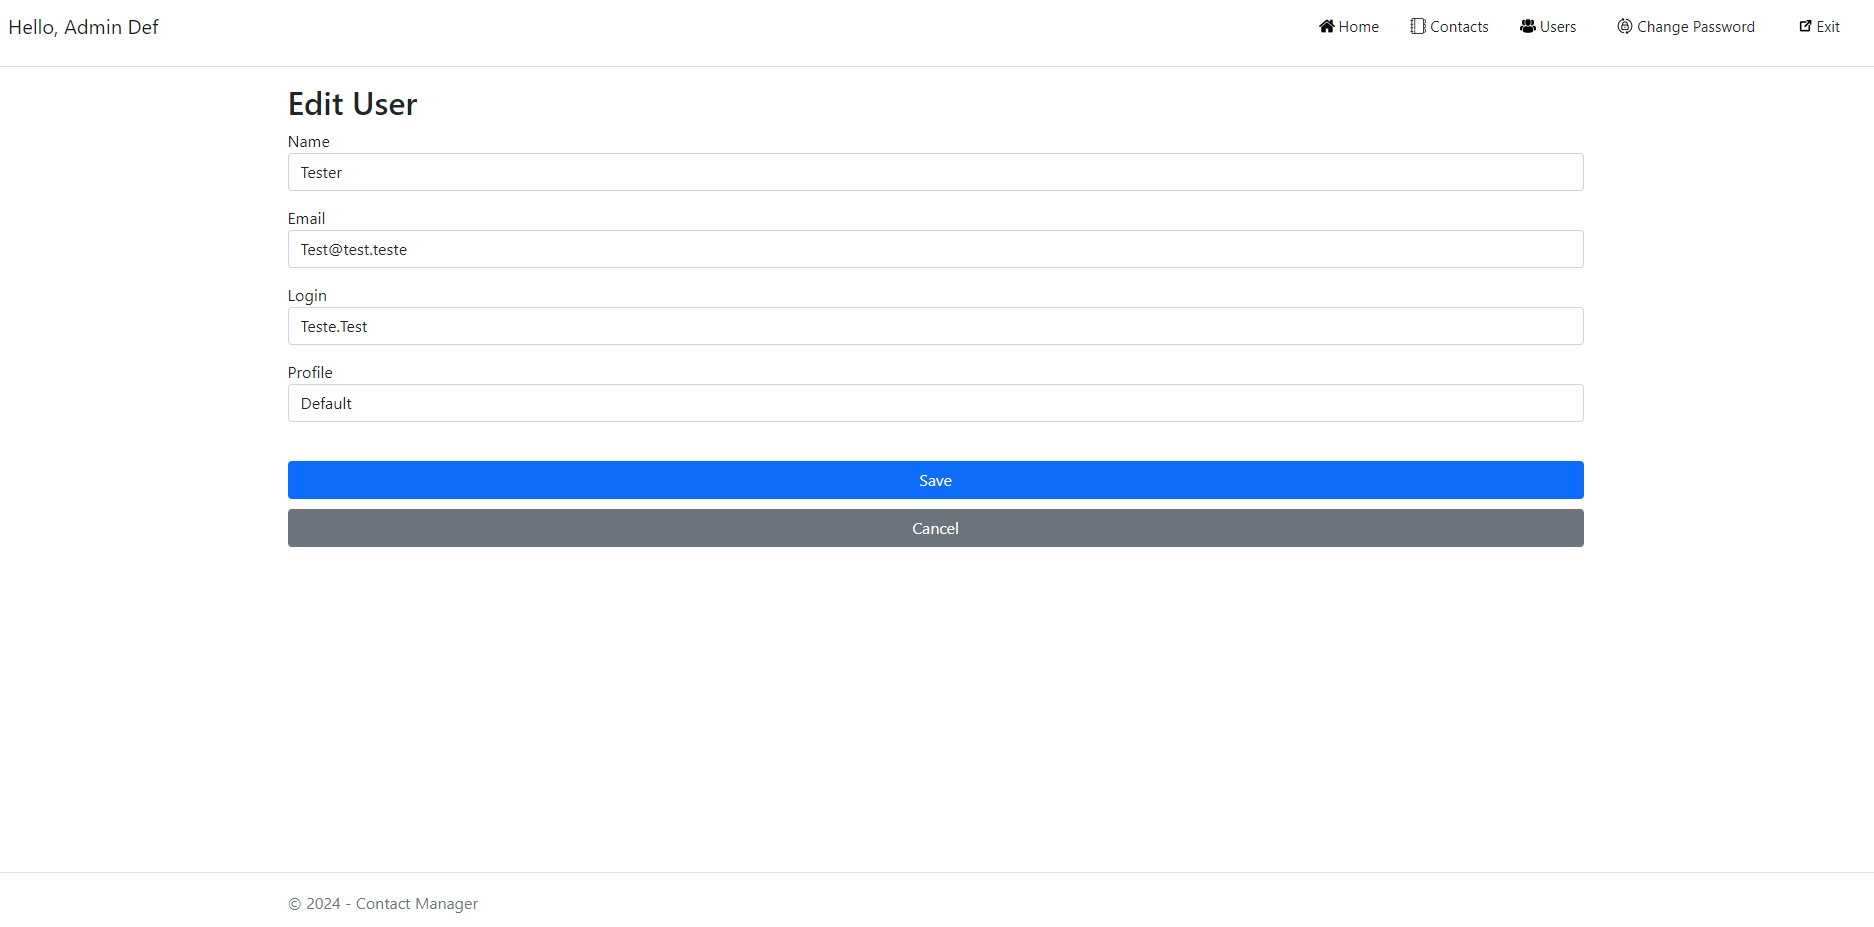 Hello, Admin Def
Home Contacts Users Change Password Exit
Edit User
Name
Tester
Email
Test@test.teste
Login
Teste.Test
Profile
Default
Save
Cancel
© 2024 - Contact Manager